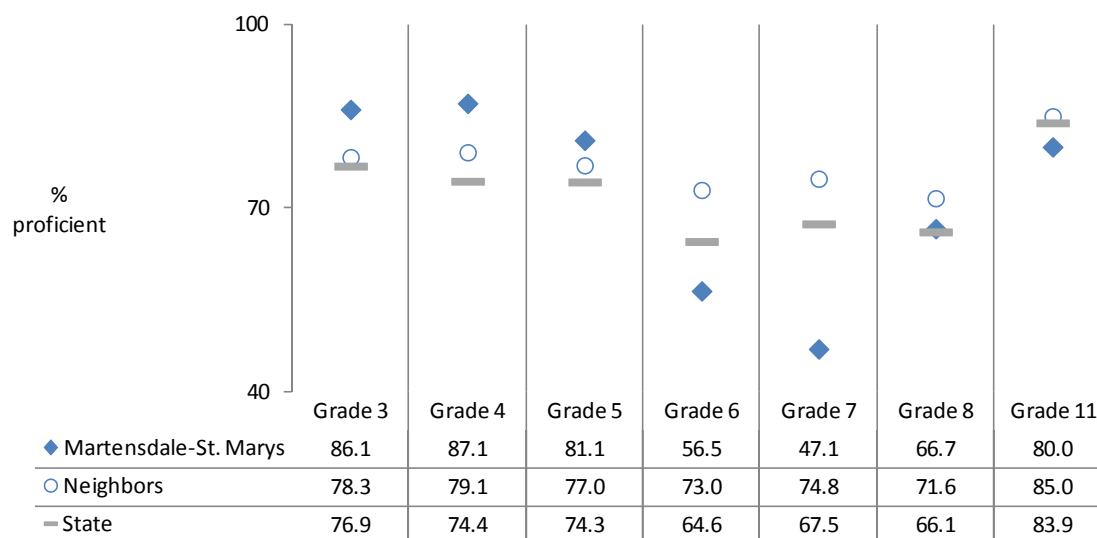 100
%
proficient
70
40
Grade 3 Grade 4 Grade 5 Grade 6 Grade 7 Grade 8 Grade 11
Martensdale-St. Marys 86.1 87.1 81.1 56.5 47.1 66.7 80.0
Neighbors 78.3 79.1 77.0 73.0 74.8 71.6 85.0
State 76.9 74.4 74.3 64.6 67.5 66.1 83.9